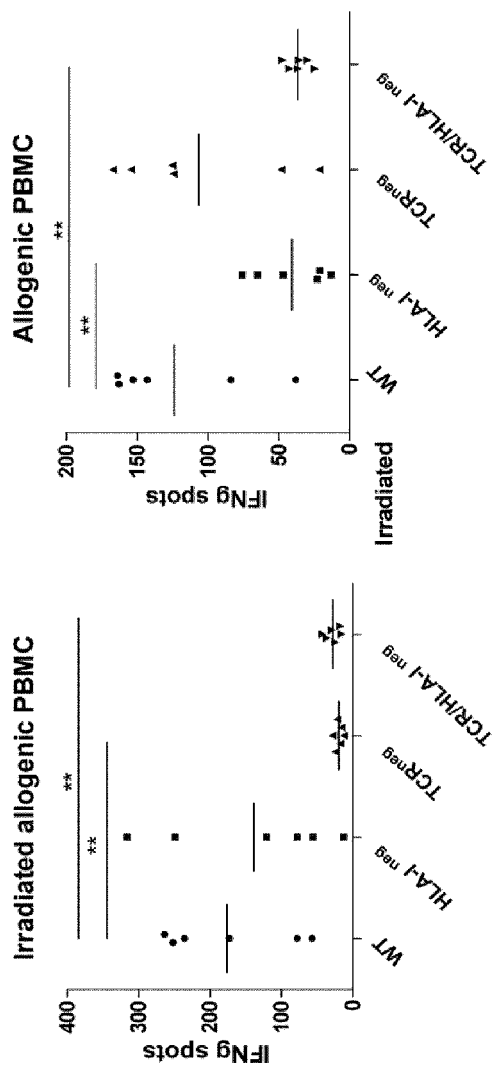 Irradiated allogenic PBMC
IFNg spots
400
300
200
100
0
**
**
WT
HLA-I neg
TCRneg
TCR/HLA-I neg
Allogenic PBMC
IFNg spots
200
150
100
50
0
**
**
Irradiated
WT
HLA-I neg
TCRneg
TCR/HLA-I neg